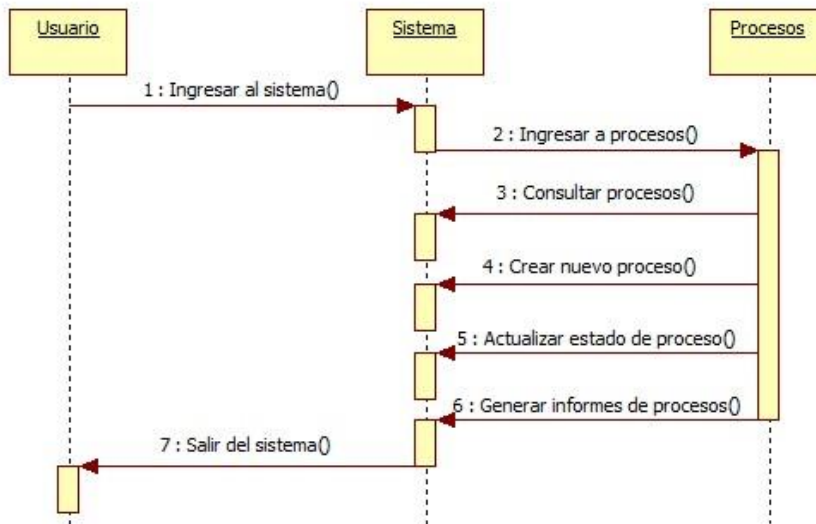 Usuario
Sistema
Procesos
1 : Ingresar al sistema()
2 : Ingresar a procesos()
3 : Consultar procesos()
4 : Crear nuevo proceso()
5 : Actualizar estado de proceso()
6 : Generar informes de procesos()
7 : Salir del sistema()